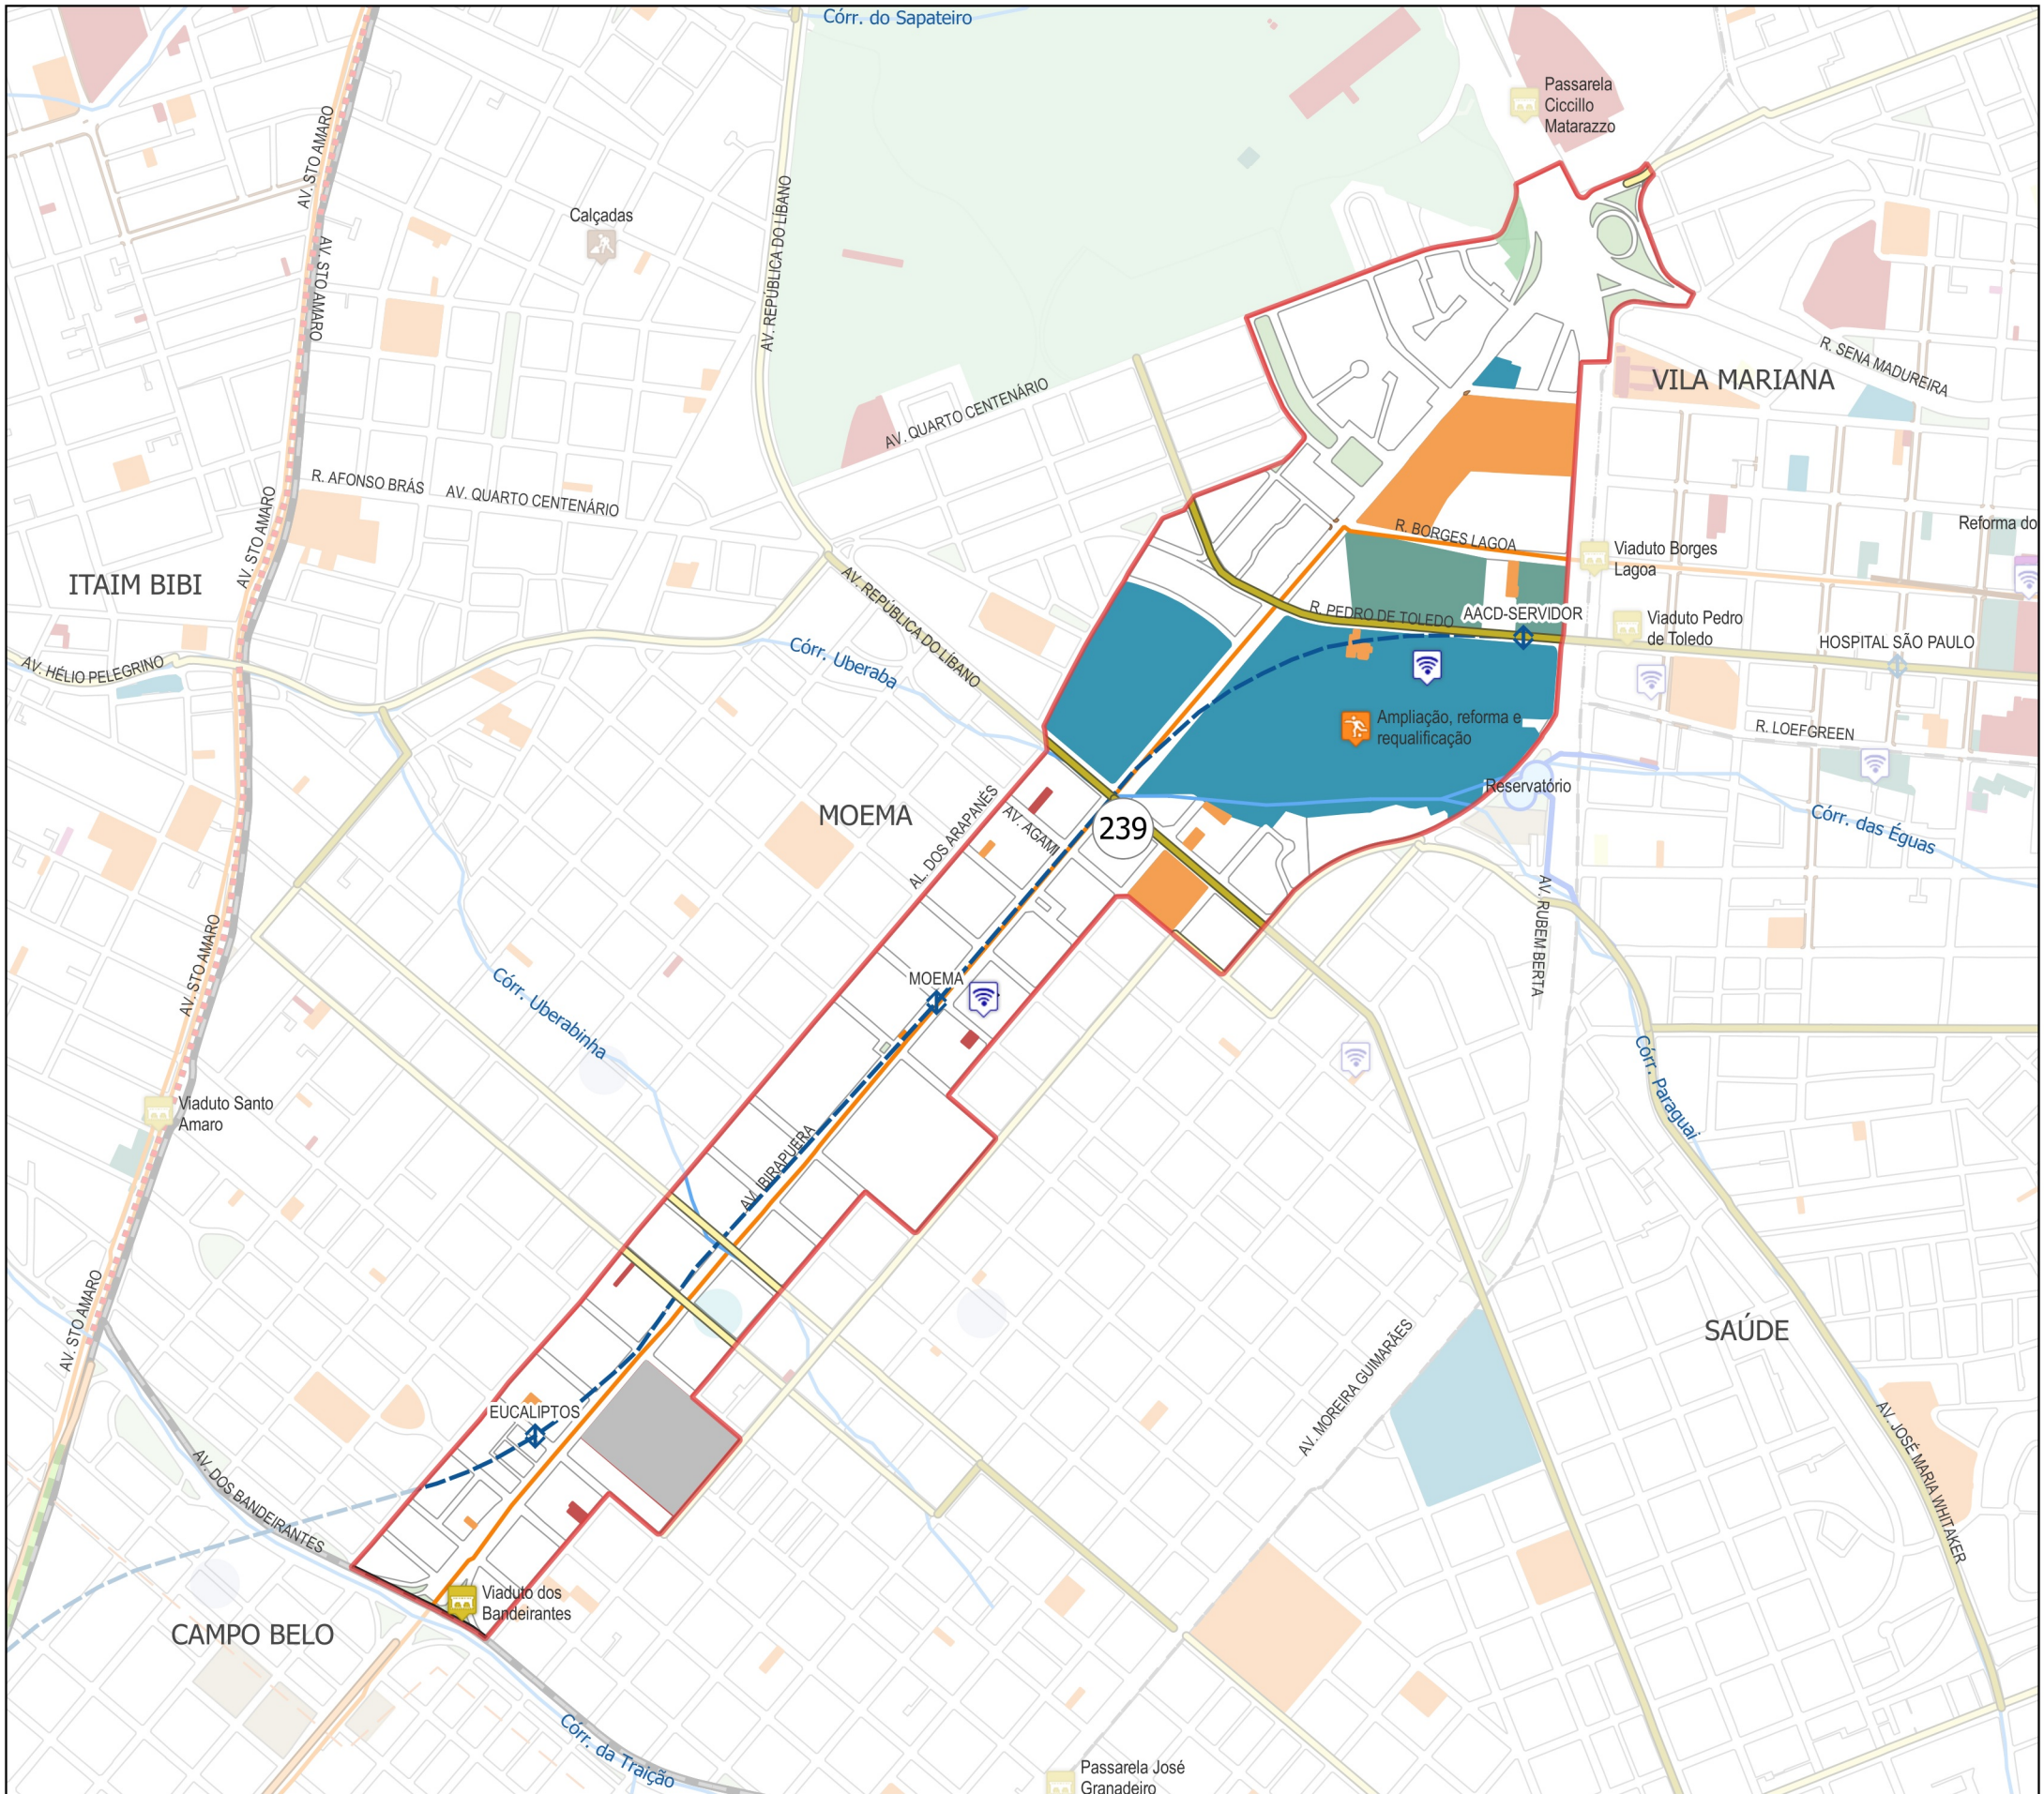 Córr. do Sapateiro
Passarela
Ciccillo
Matarazzo
AV. STO AMARO
Calçadas
AV. REPÚBLICA DO LÍBANO
AV. STO AMARO
R. SENA MADUREIRA
VILA MARIANA
AV. QUARTO CENTENÁRIO
R. AFONSO BRÁS
AV. QUARTO CENTENÁRIO
AV. STO AMARO
Reforma do
R. BORGES LAGOA
Viaduto Borges
Lagoa
ITAIM BIBI
AV. REPÚBLICA DO LÍBANO
R. PEDRO DE TOLEDO
AACD-SERVIDOR
Viaduto Pedro
de Toledo
HOSPITAL SÃO PAULO
AV. HÉLIO PELEGRINO
Córr. Uberaba
Ampliação, reforma e
requalificação
R. LOEFGREEN
Reservatório
MOEMA
AL. DOS ARAPANÉS
AV. AGAMI
239
Córr. das Éguas
AV. RUBEM BERTA
AV. STO AMARO
MOEMA
Córr. Uberabinha
Córr. Paraguai
Viaduto Santo
Amaro
AV. IBIRAPUERA
AV. STO AMARO
SAÚDE
AV. MOREIRA GUIMARÃES
EUCALIPTOS
AV. JOSÉ MARIA WHITAKER
AV. DOS BANDEIRANTES
Viaduto dos
Bandeirantes
CAMPO BELO
Córr. da Traição
Passarela José
Granadeiro